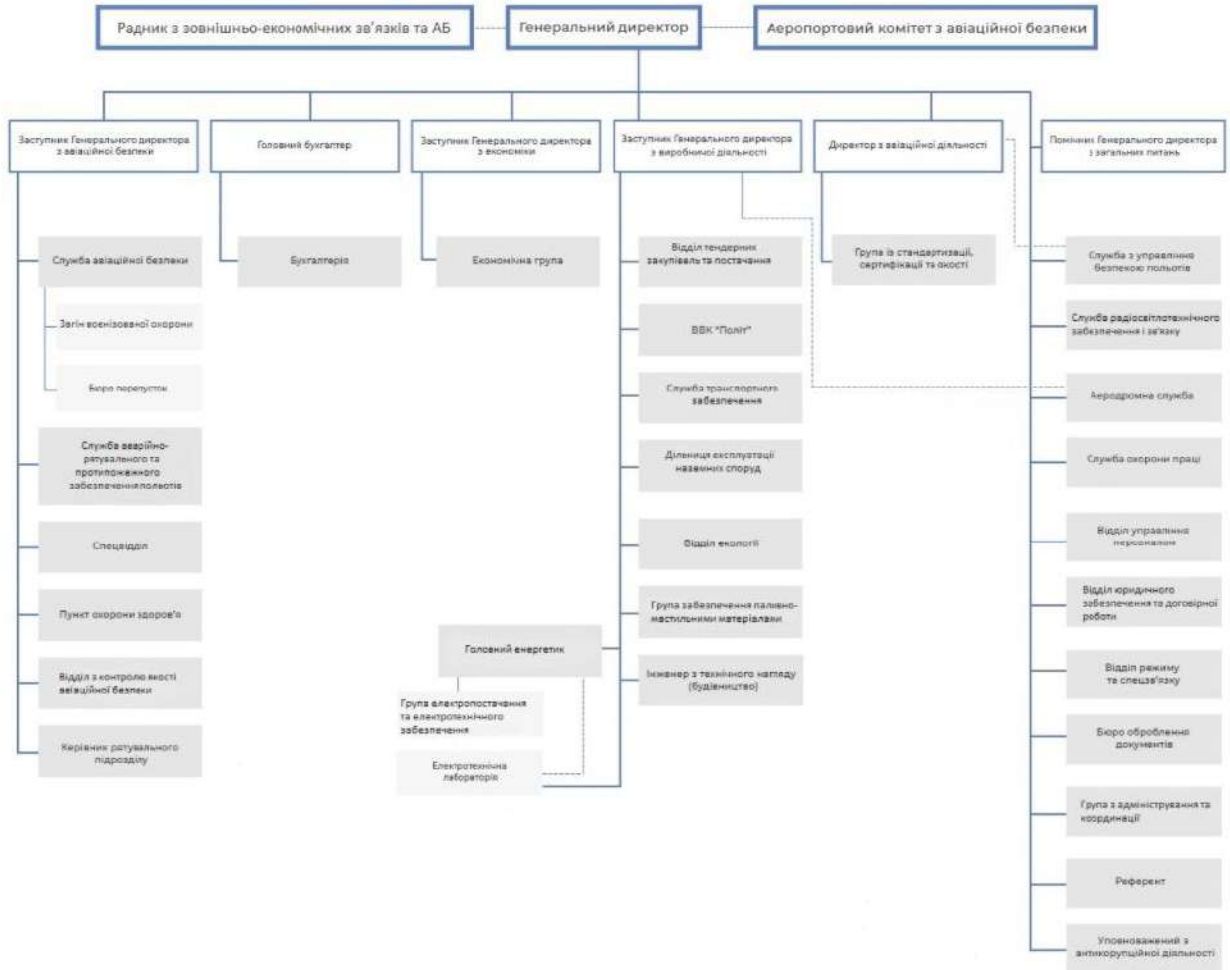 Радник з зовнішньо-економічних зв’язків та АБ
Генеральний директор
Аеропортовий комітет з авіаційної безпеки
Заступник Генерального директора
з авіаційної безпеки
Головний бухгалтер
Заступник Генерального директора
з економіки
Заступник Генерального директора
з виробничої діяльності
Директор з авіаційної діяльності
Помічник Генерального директора
з загальних питань
Служба авіаційної безпеки
Загін воєнізованої охорони
Бюро перепусток
Служба аварійно-
рятувального та
протипожежного
забезпечення польотів
Спецвідділ
Пункт охорони здоров'я
Відділ з контролю якості
авіаційної безпеки
Керівник рятувального
підрозділу
Бухгалтерія
Економічна група
Головний енергетик
Група електропостачання
та електротехнічного
забезпечення
Електротехнічна
лабораторія
Відділ тендерних
закупівель та постачання
ВВК "Політ"
Служба транспортного
забезпечення
Дільниця експлуатації
наземних споруд
Відділ екології
Група забезпечення паливно-
мастильними матеріалами
Інженер з технічного нагляду
(будівництво)
Група із стандартизації,
сертифікації та якості
Служба з управління
безпекою польотів
Служба радіосвітлотехнічного
забезпечення і зв'язку
Аеродромна служба
Служба охорони праці
Відділ управління
персоналом
Відділ юридичного
забезпечення та договірної
роботи
Відділ режиму
та спецзв'язку
Бюро оброблення
документів
Група з адміністрування та
координації
Референт
Уповноважений з
антикорупційної діяльності